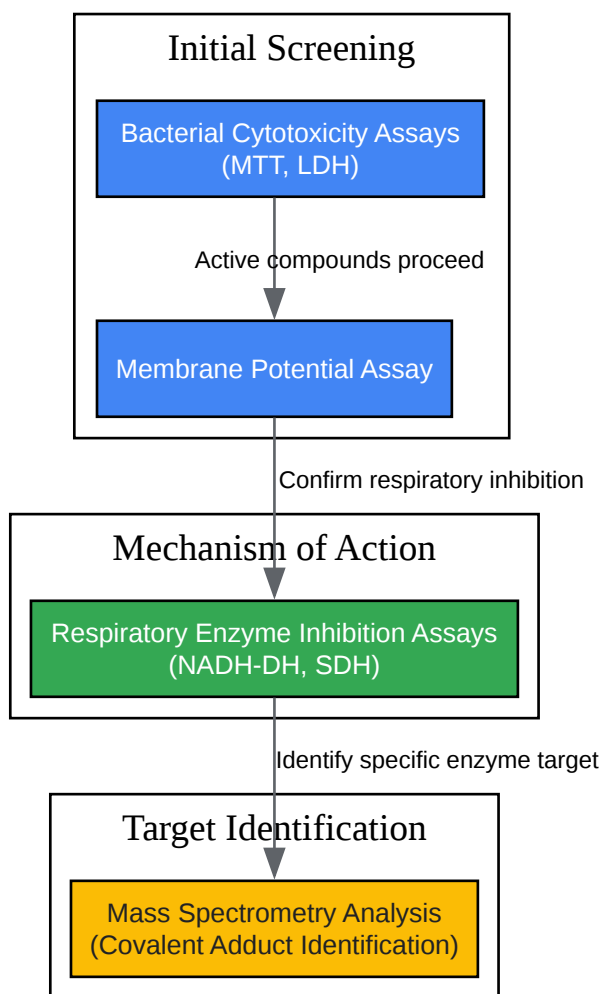 Initial Screening
Bacterial Cytotoxicity Assays
(MTT, LDH)
Active compounds proceed
Membrane Potential Assay
Confirm respiratory inhibition
Mechanism of Action
Respiratory Enzyme Inhibition Assays
(NADH-DH, SDH)
Identify specific enzyme target
Target Identification
Mass Spectrometry Analysis
(Covalent Adduct Identification)